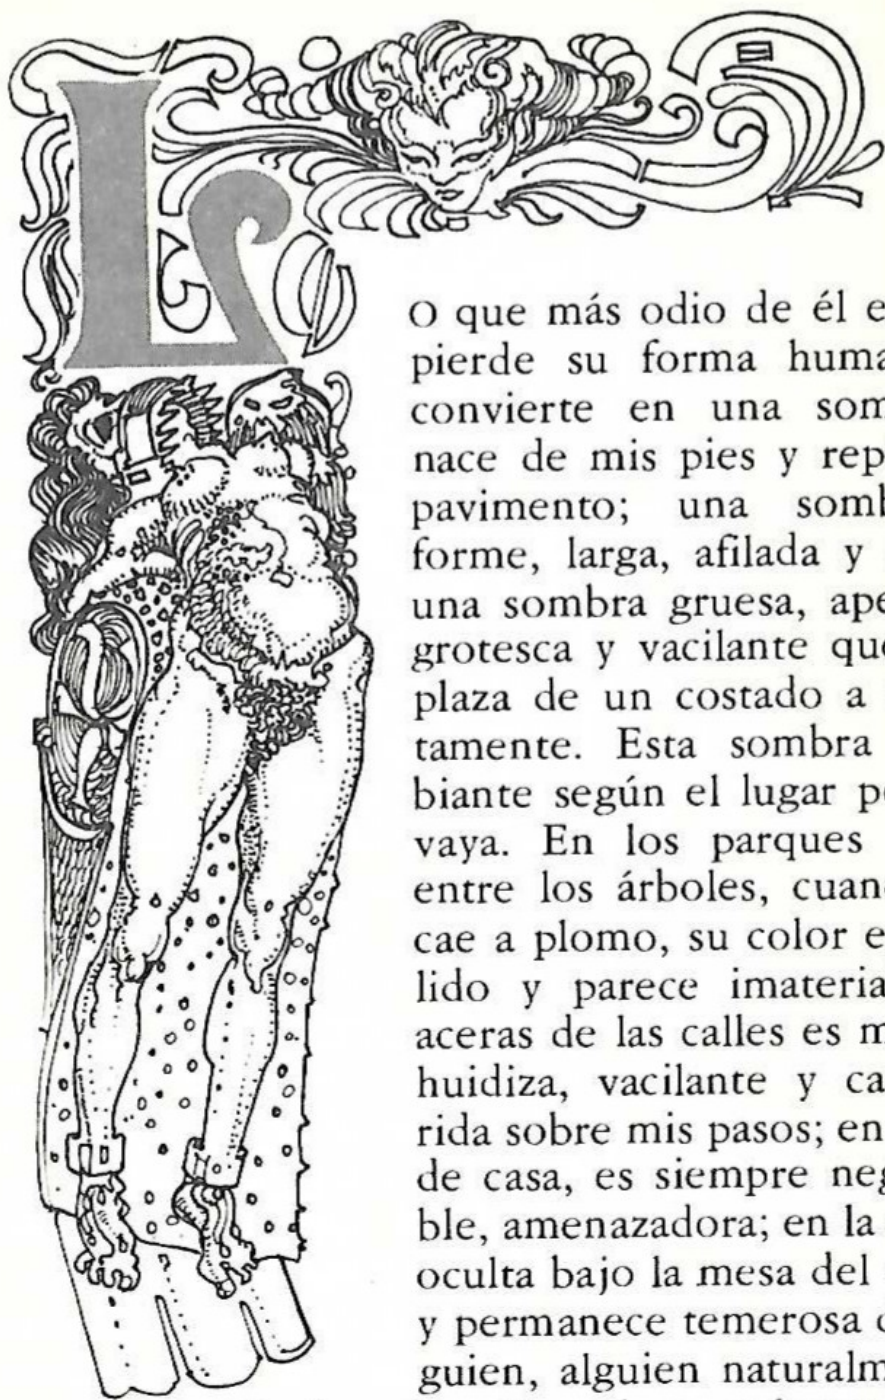 L
O que más odio de él e
pierde su forma huma
convierte en una som
nace de mis pies y rep
pavimento; una somb
forme, larga, afilada y
una sombra gruesa, ape
grotesca y vacilante que
plaza de un costado a
tamente. Esta sombra
biante según el lugar p
vaya. En los parques
entre los árboles, cuan
cae a plomo, su color e
lido y parece imateria
aceras de las calles es m
huidiza, vacilante y ca
rida sobre mis pasos; en
de casa, es siempre neg
ble, amenazadora; en la
oculta bajo la mesa del
y permanece temerosa
guien, alguien naturalm